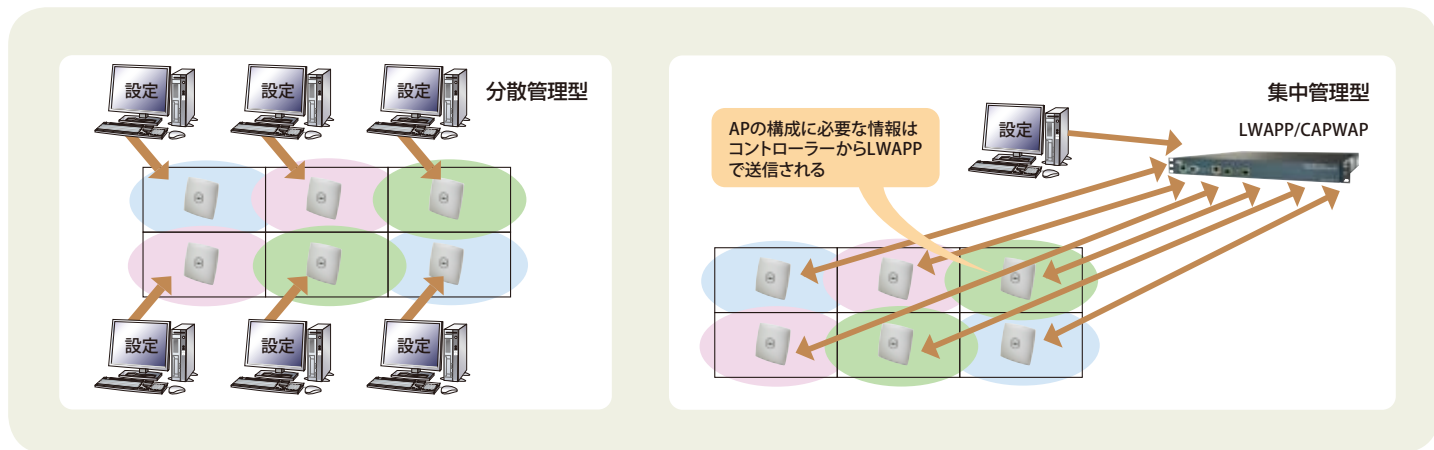 分散管理型
設定
設定
設定
設定
設定
設定
集中管理型
LWAPP/CAPWAP
設定
APの構成に必要な情報は
コントローラーからLWAPP
で送信される